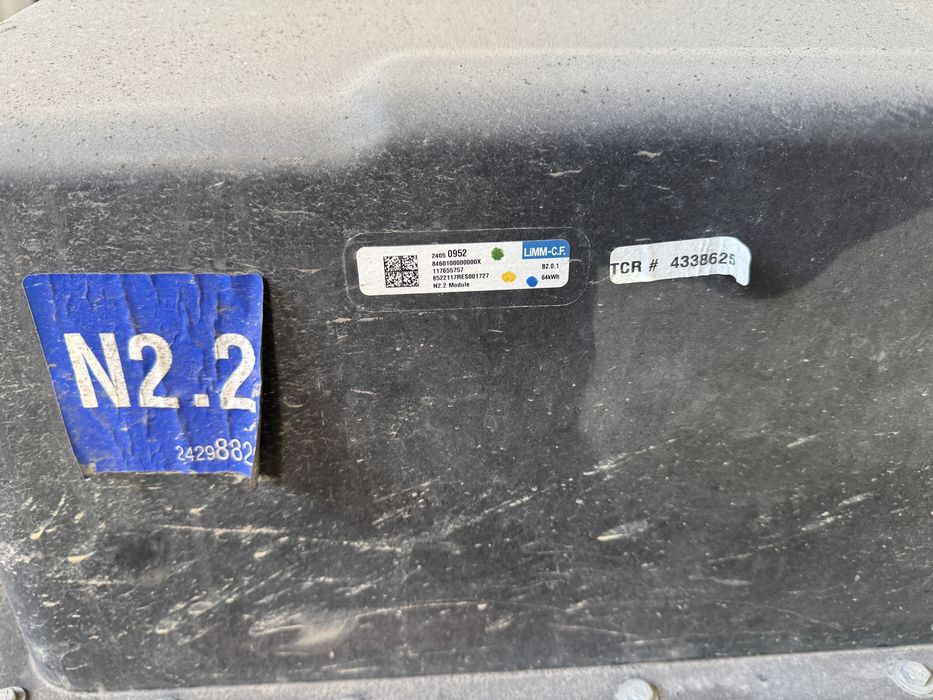 N2.2
2429882
2405 0952
8460100000000X
117655757
8522117RES001727
N2.2 Module
LiMM-C.F.
B2.0.1
64kWh
TCR # 4338625